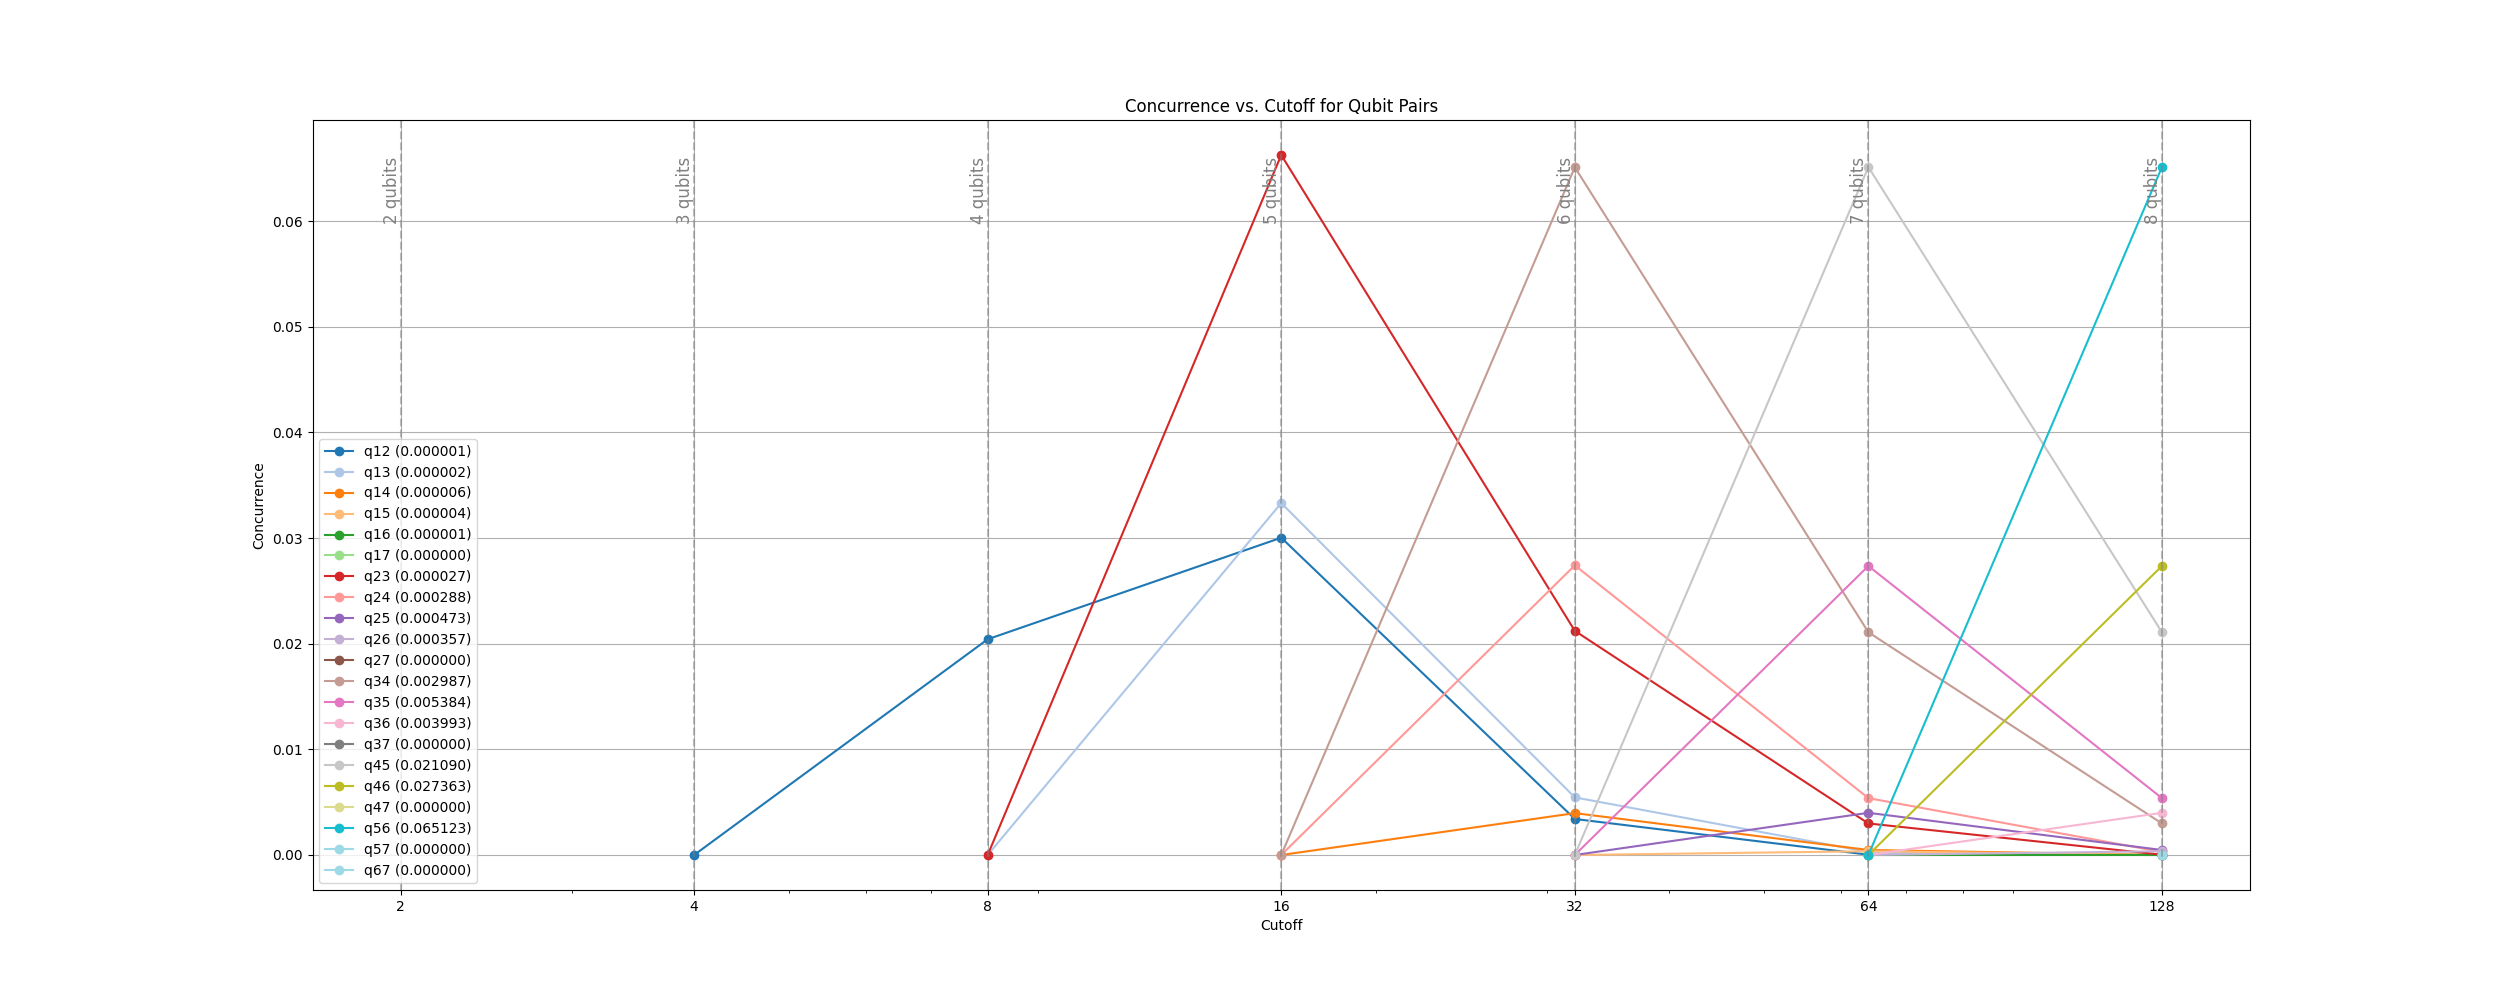 Concurrence vs. Cutoff for Qubit Pairs
2 qubits
3 qubits
4 qubits
5 qubits
6 qubits
7 qubits
8 qubits
0.06
0.05
0.04
0.03
0.02
0.01
0.00
Concurrence
q12 (0.000001)
q13 (0.000002)
q14 (0.000006)
q15 (0.000004)
q16 (0.000001)
q17 (0.000000)
q23 (0.000027)
q24 (0.000288)
q25 (0.000473)
q26 (0.000357)
q27 (0.000000)
q34 (0.002987)
q35 (0.005384)
q36 (0.003993)
q37 (0.000000)
q45 (0.021090)
q46 (0.027363)
q47 (0.000000)
q56 (0.065123)
q57 (0.000000)
q67 (0.000000)
2
4
8
16
32
64
128
Cutoff